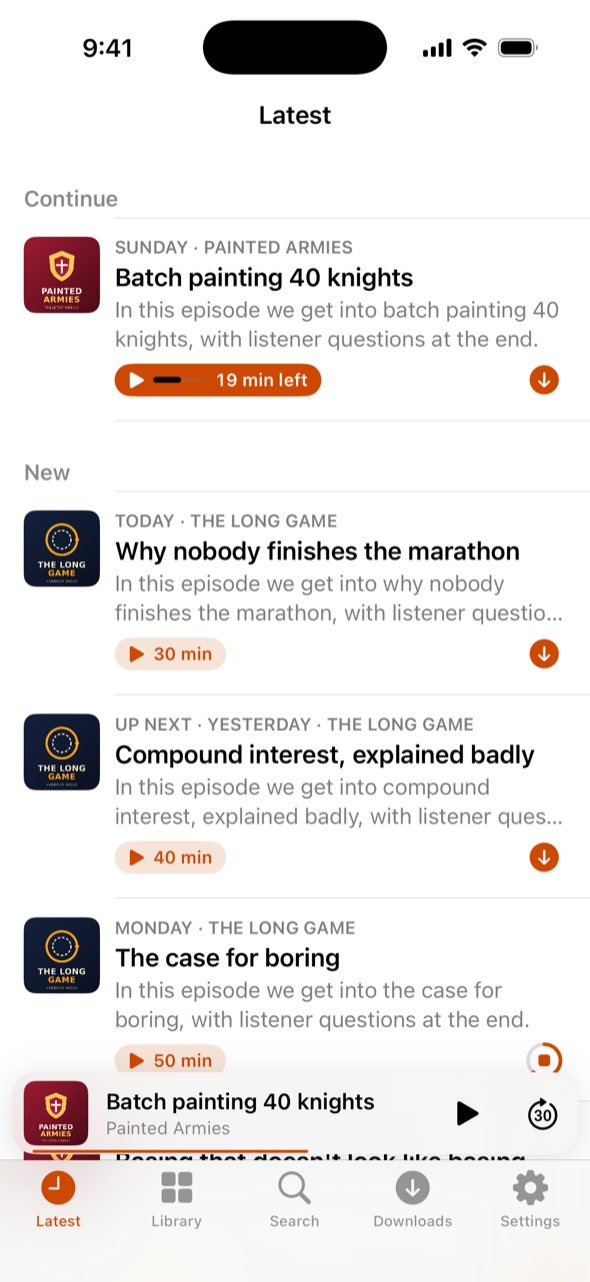 9:41
Latest
Continue
PAINTED
ARMIES
SUNDAY · PAINTED ARMIES
Batch painting 40 knights
In this episode we get into batch painting 40
knights, with listener questions at the end.
19 min left
New
THE LONG
GAME
TODAY · THE LONG GAME
Why nobody finishes the marathon
In this episode we get into why nobody
finishes the marathon, with listener questio...
30 min
THE LONG
GAME
UP NEXT · YESTERDAY · THE LONG GAME
Compound interest, explained badly
In this episode we get into compound
interest, explained badly, with listener ques...
40 min
THE LONG
GAME
MONDAY · THE LONG GAME
The case for boring
In this episode we get into the case for
boring, with listener questions at the end.
50 min
PAINTED
ARMIES
Batch painting 40 knights
Painted Armies
30
Latest
Library
Search
Downloads
Settings